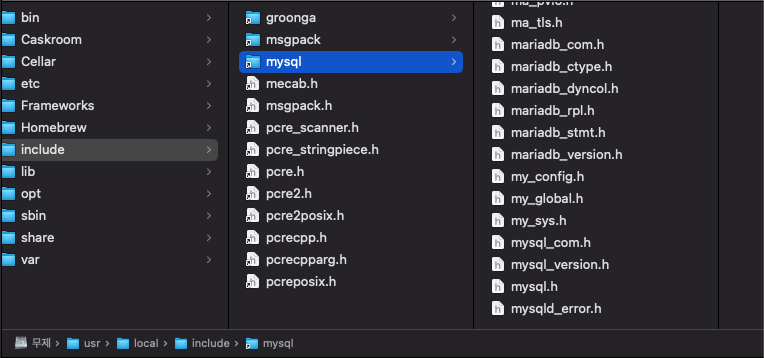 bin
Caskroom
Cellar
etc
Frameworks
Homebrew
include
lib
opt
sbin
share
var
groonga
msgpack
mysql
mecab.h
msgpack.h
pcre_scanner.h
pcre_stringpiece.h
pcre.h
pcre2.h
pcre2posix.h
pcrecpp.h
pcrecpparg.h
pcreposix.h
ma_pvio.h
ma_tls.h
mariadb_com.h
mariadb_ctype.h
mariadb_dyncol.h
mariadb_rpl.h
mariadb_stmt.h
mariadb_version.h
my_config.h
my_global.h
my_sys.h
mysql_com.h
mysql_version.h
mysql.h
mysqld_error.h
무제 › usr › local › include › mysql